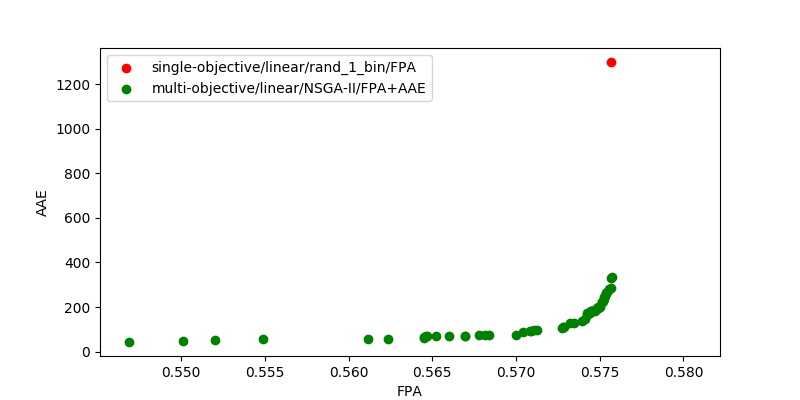 single-objective/linear/rand_1_bin/FPA
multi-objective/linear/NSGA-II/FPA+AAE
1200
1000
800
600
400
200
0
AAE
0.550 0.555 0.560 0.565 0.570 0.575 0.580
FPA